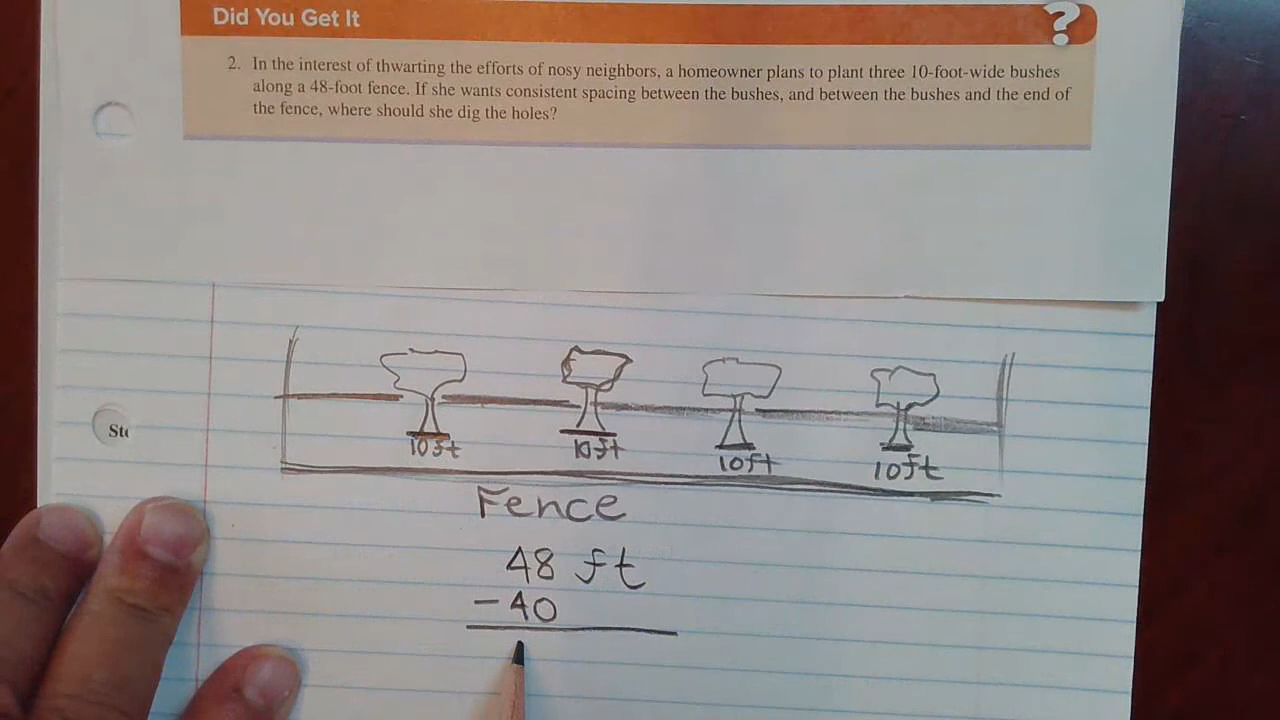 Did You Get It ?
2. In the interest of thwarting the efforts of nosy neighbors, a homeowner plans to plant three 10-foot-wide bushes
along a 48-foot fence. If she wants consistent spacing between the bushes, and between the bushes and the end of
the fence, where should she dig the holes?
10ft 10ft 10ft 10ft
Fence
48 ft
-40